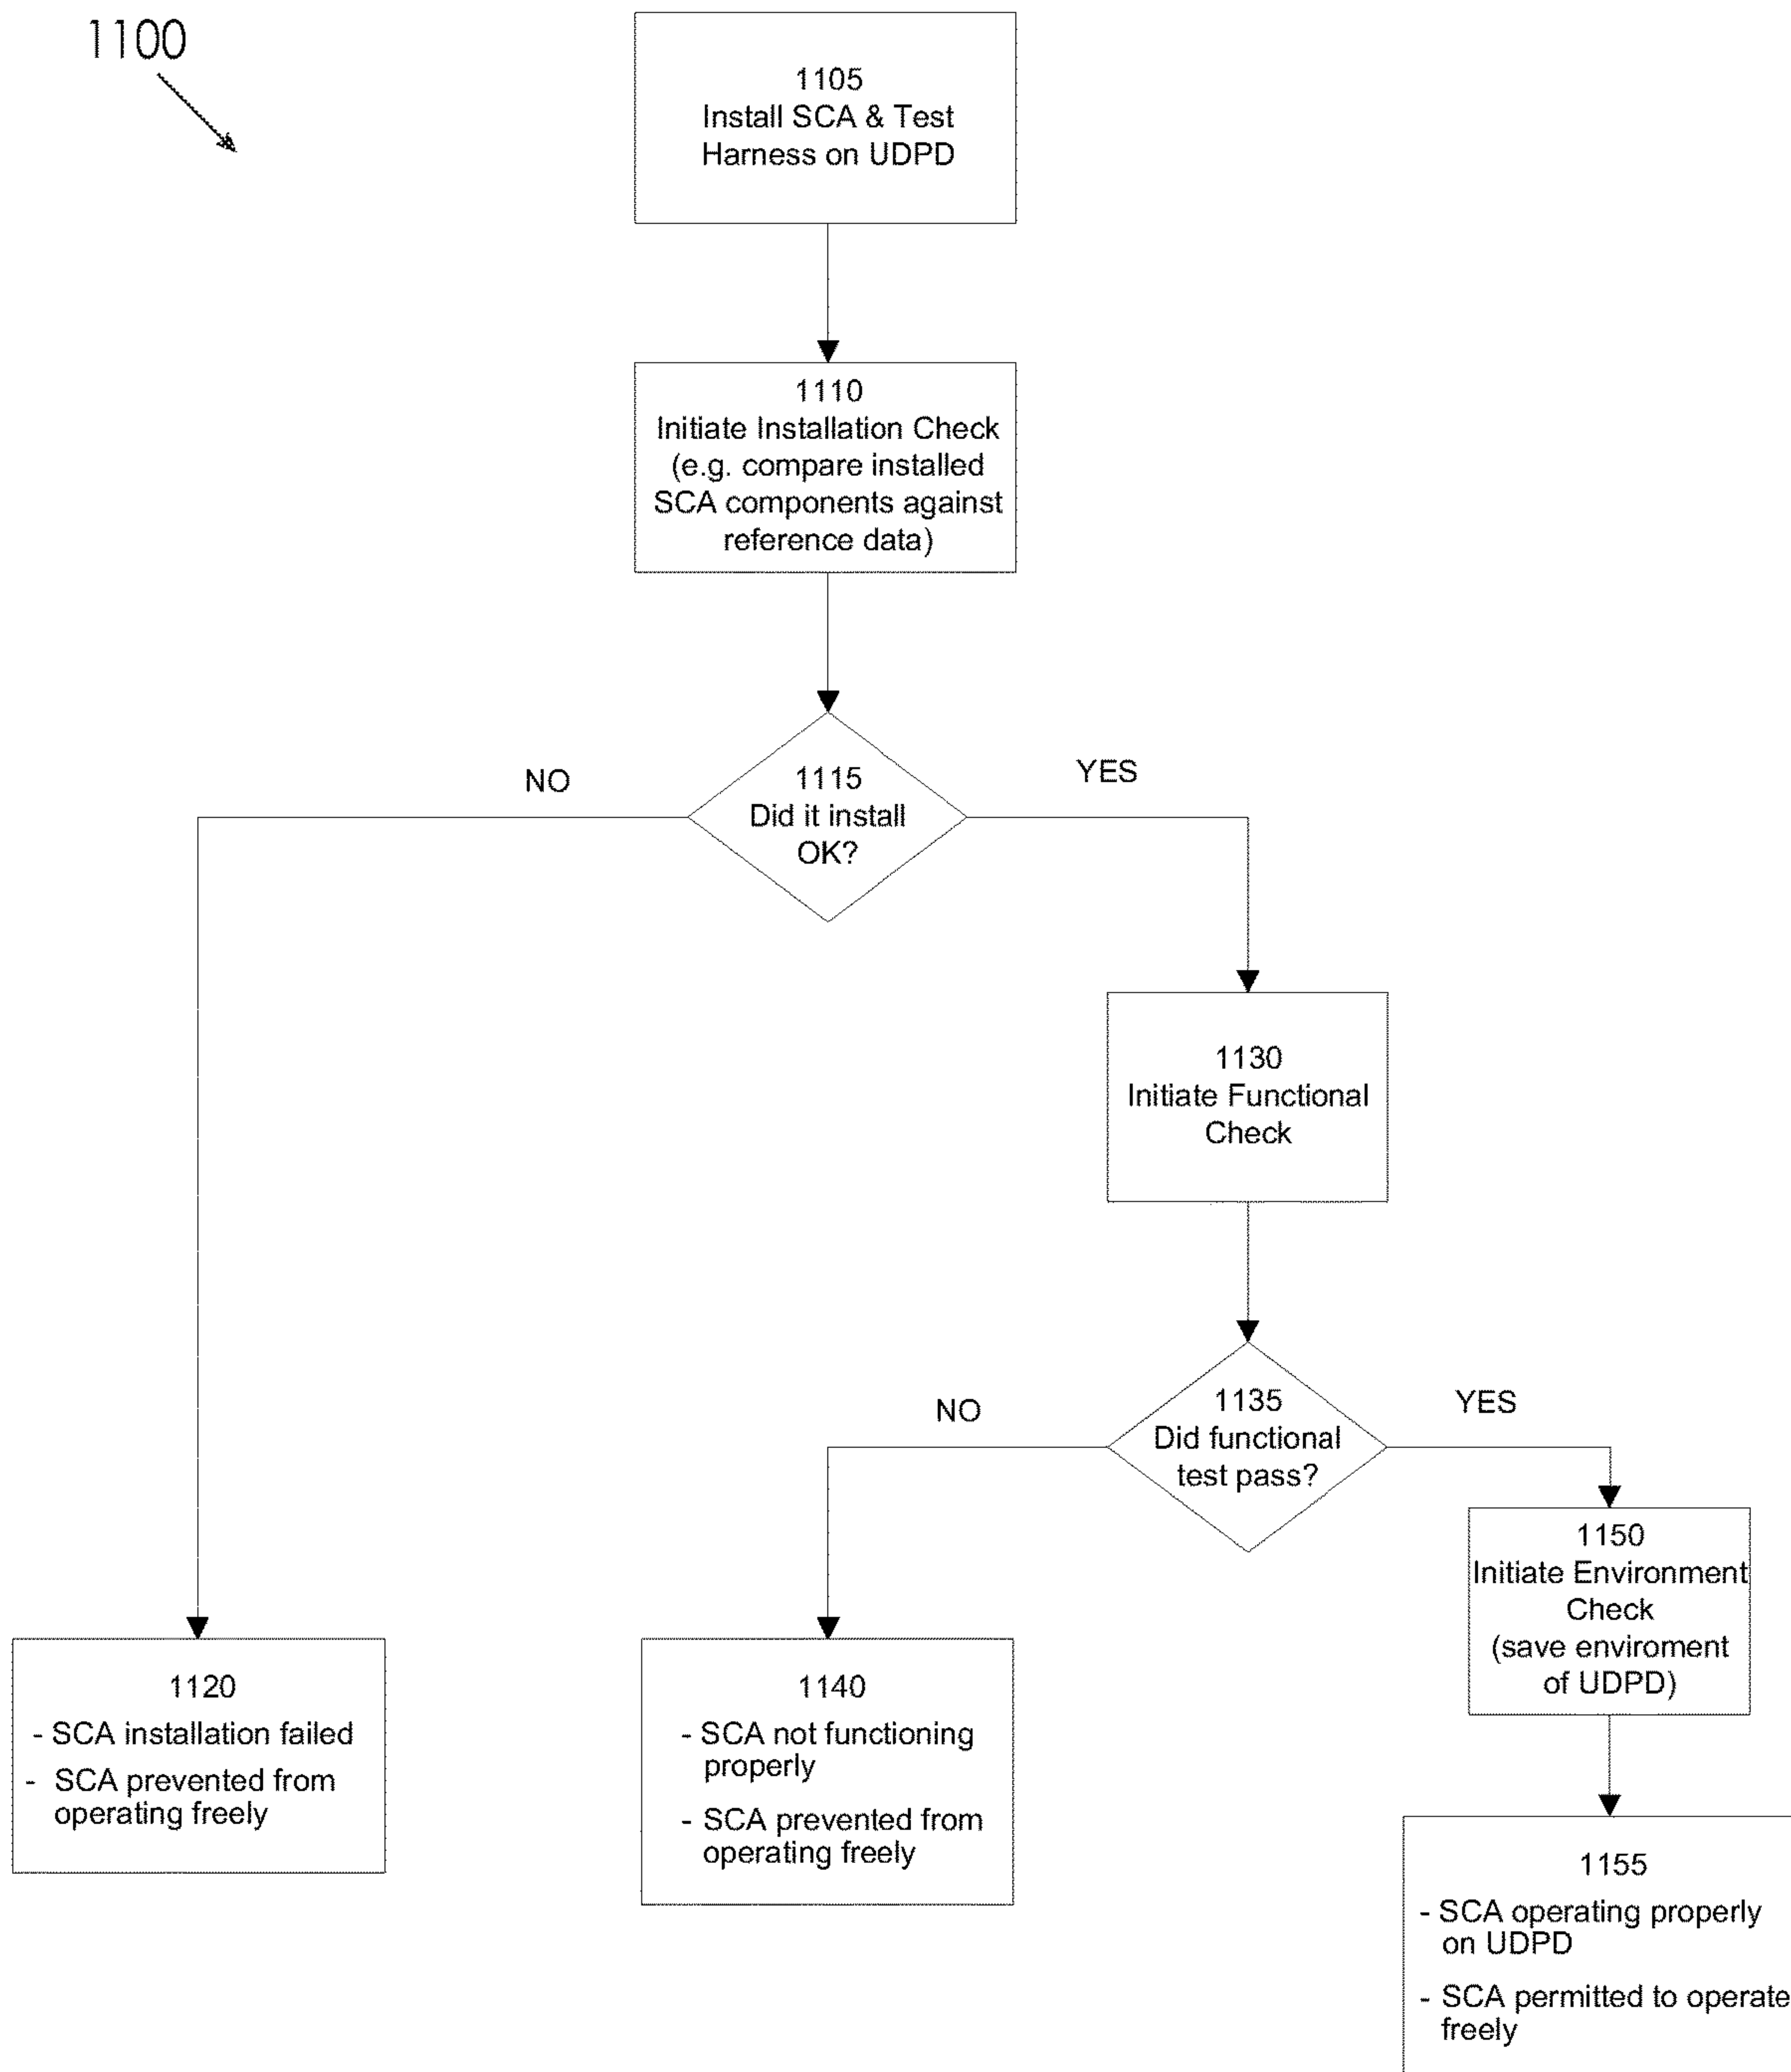 1100
1105
Install SCA & Test
Harness on UDPD
1110
Initiate Installation Check
(e.g. compare installed
SCA components against
reference data)
NO
YES
1115
Did it install
OK?
1130
Initiate Functional
Check
NO
YES
1135
Did functional
test pass?
1150
Initiate Environment
Check
(save enviroment
of UDPD)
1120
- SCA installation failed
- SCA prevented from
operating freely
1140
- SCA not functioning
properly
- SCA prevented from
operating freely
1155
- SCA operating properly
on UDPD
- SCA permitted to operate
freely